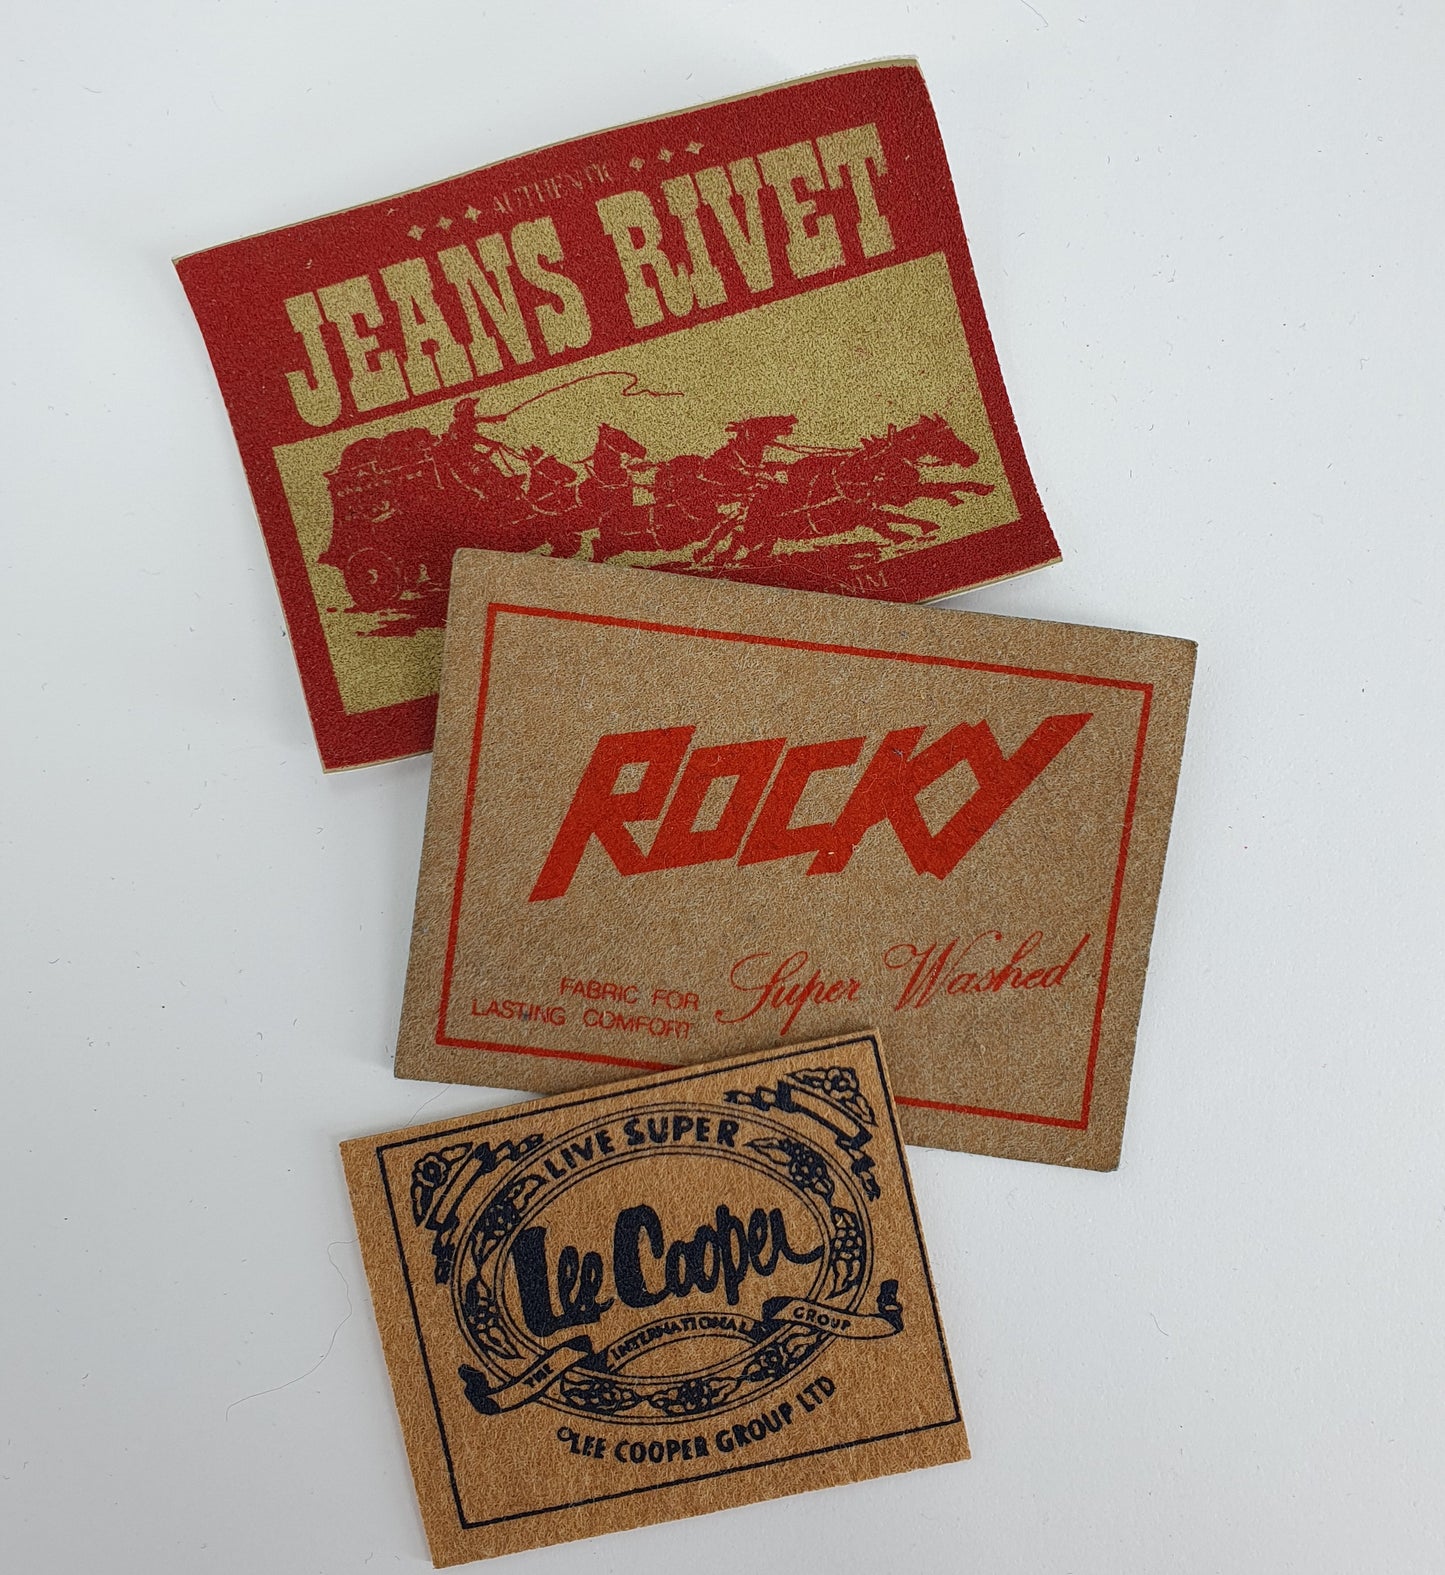 AUTHENTIC
JEANS RIVET
ROCKY
FABRIC FOR
LASTING COMFORT
Super Washed
LIVE SUPER
Lee Cooper
THE INTERNATIONAL GROUP
©LEE COOPER GROUP LTD